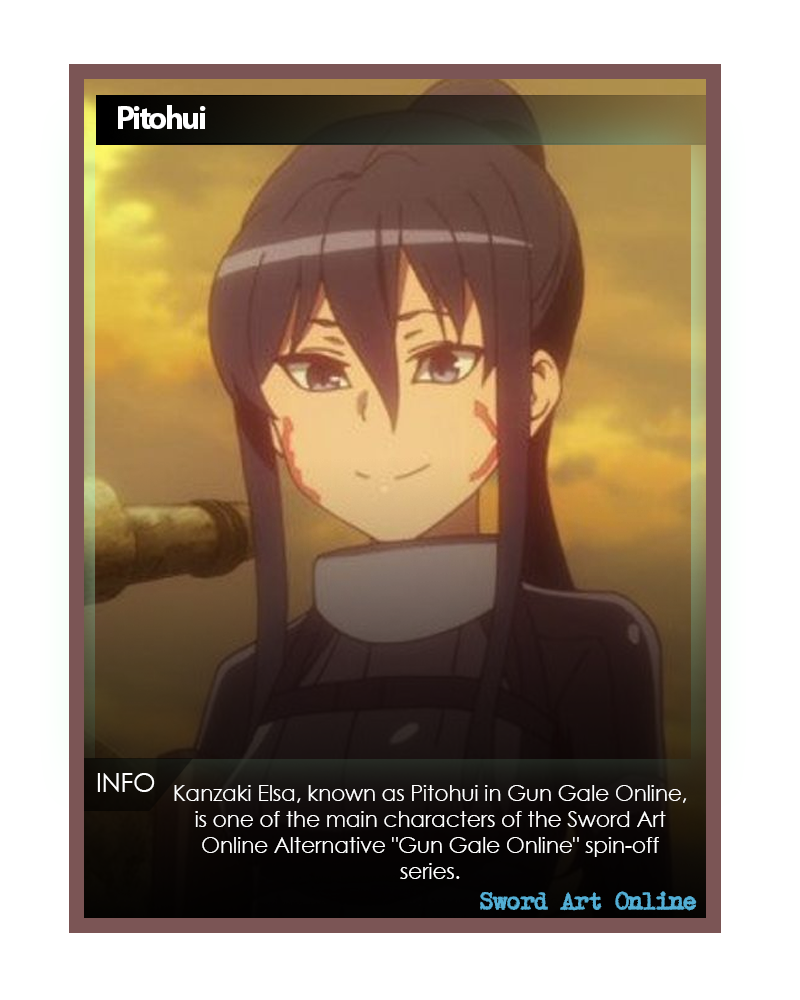 Pitohui
INFO
Kanzaki Elsa, known as Pitohui in Gun Gale Online,
is one of the main characters of the Sword Art
Online Alternative "Gun Gale Online" spin-off
series.
Sword Art Online